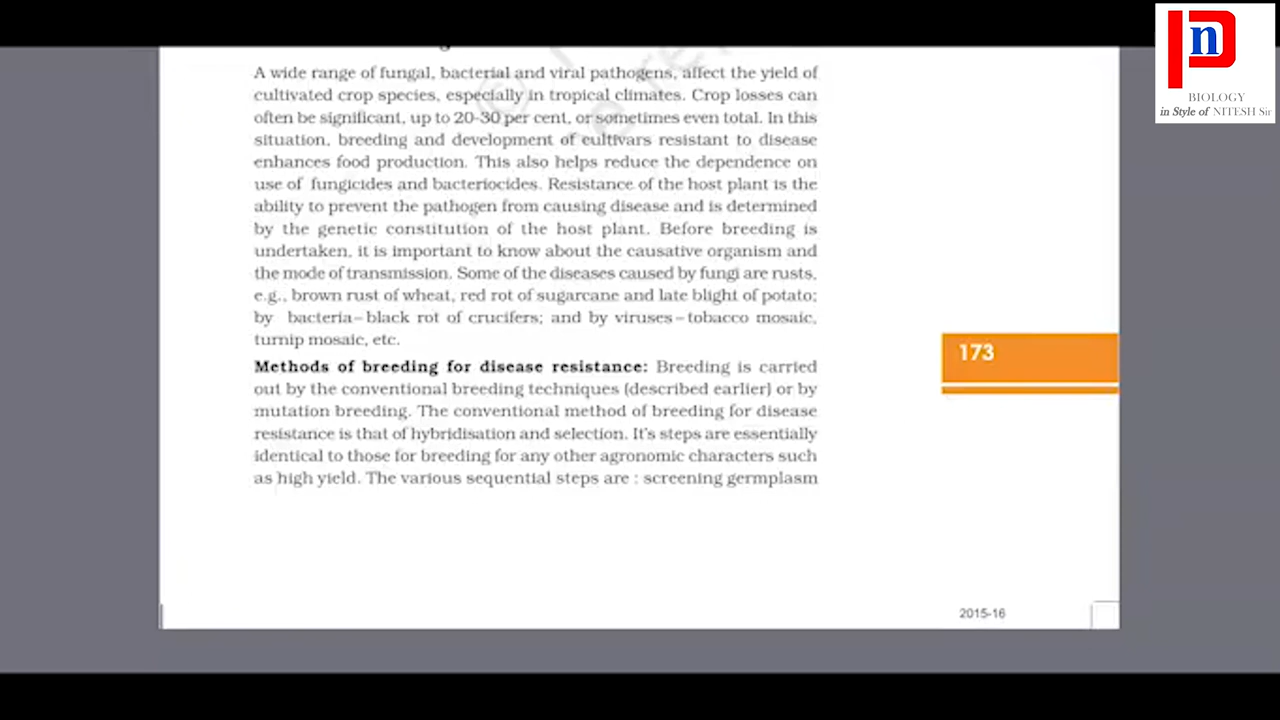 n
BIOLOGY
in Style of NITESH Sir
A wide range of fungal, bacterial and viral pathogens, affect the yield of
cultivated crop species, especially in tropical climates. Crop losses can
often be significant, up to 20-30 per cent, or sometimes even total. In this
situation, breeding and development of cultivars resistant to disease
enhances food production. This also helps reduce the dependence on
use of fungicides and bacteriocides. Resistance of the host plant is the
ability to prevent the pathogen from causing disease and is determined
by the genetic constitution of the host plant. Before breeding is
undertaken, it is important to know about the causative organism and
the mode of transmission. Some of the diseases caused by fungi are rusts,
e.g., brown rust of wheat, red rot of sugarcane and late blight of potato;
by bacteria – black rot of crucifers; and by viruses – tobacco mosaic,
turnip mosaic, etc.
Methods of breeding for disease resistance: Breeding is carried
out by the conventional breeding techniques (described earlier) or by
mutation breeding. The conventional method of breeding for disease
resistance is that of hybridisation and selection. It's steps are essentially
identical to those for breeding for any other agronomic characters such
as high yield. The various sequential steps are : screening germplasm
173
2015-16